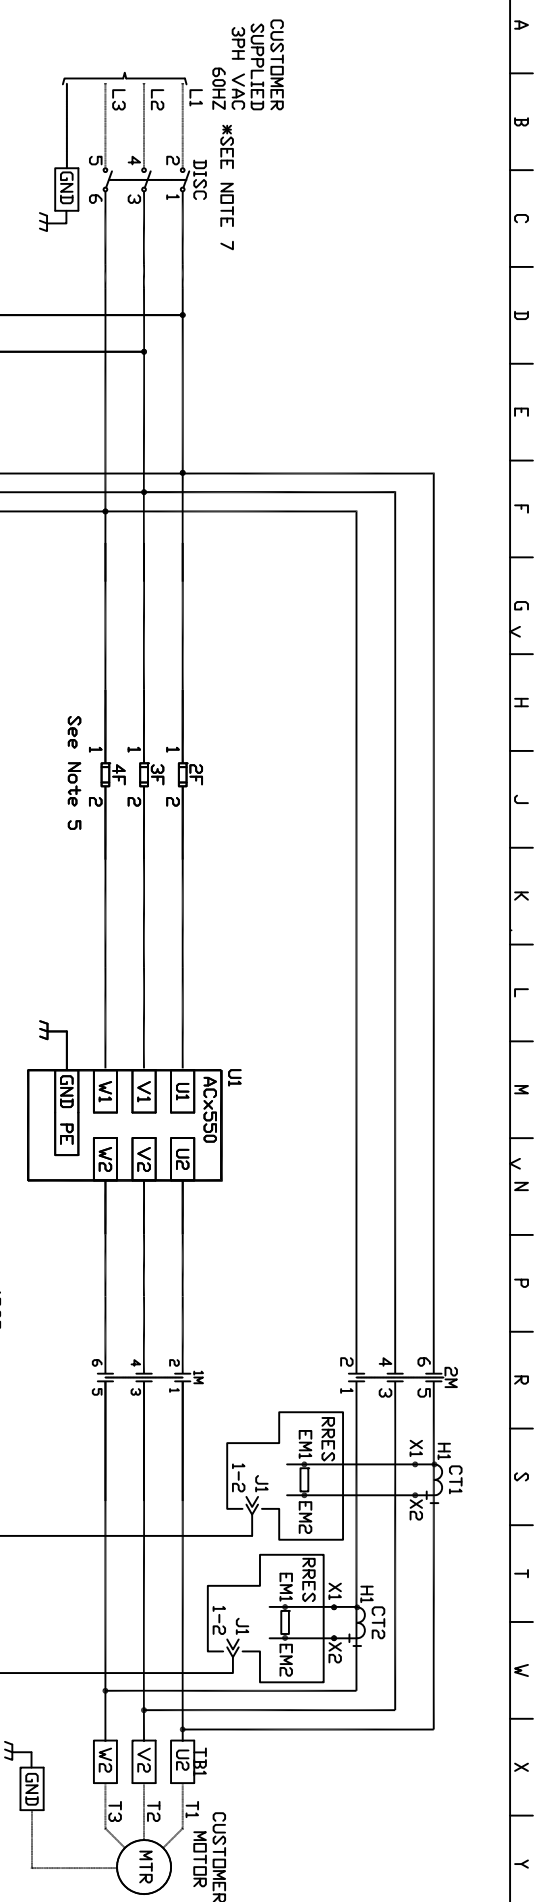 A
B
C
D
E
F
G
H
J
K
L
M
N
P
R
S
T
W
X
Y
CUSTOMER
SUPPLIED
3PH VAC
60HZ
*SEE NOTE 7
L1
L2
L3
DISC
2 1
4 3
5 6
GND
2F
1 2
3F
1 2
4F
1 2
See Note 5
U1
ACx550
U1 U2
V1 V2
W1 W2
GND PE
2M
6 5
4 3
2 1
1M
2 1
4 3
6 5
CT1
H1
X1 X2
RRES
EM1 EM2
J1
1-2
CT2
H1
X1 X2
RRES
EM1 EM2
J1
1-2
TB1
U2
V2
W2
T1
T2
T3
CUSTOMER
MOTOR
MTR
GND